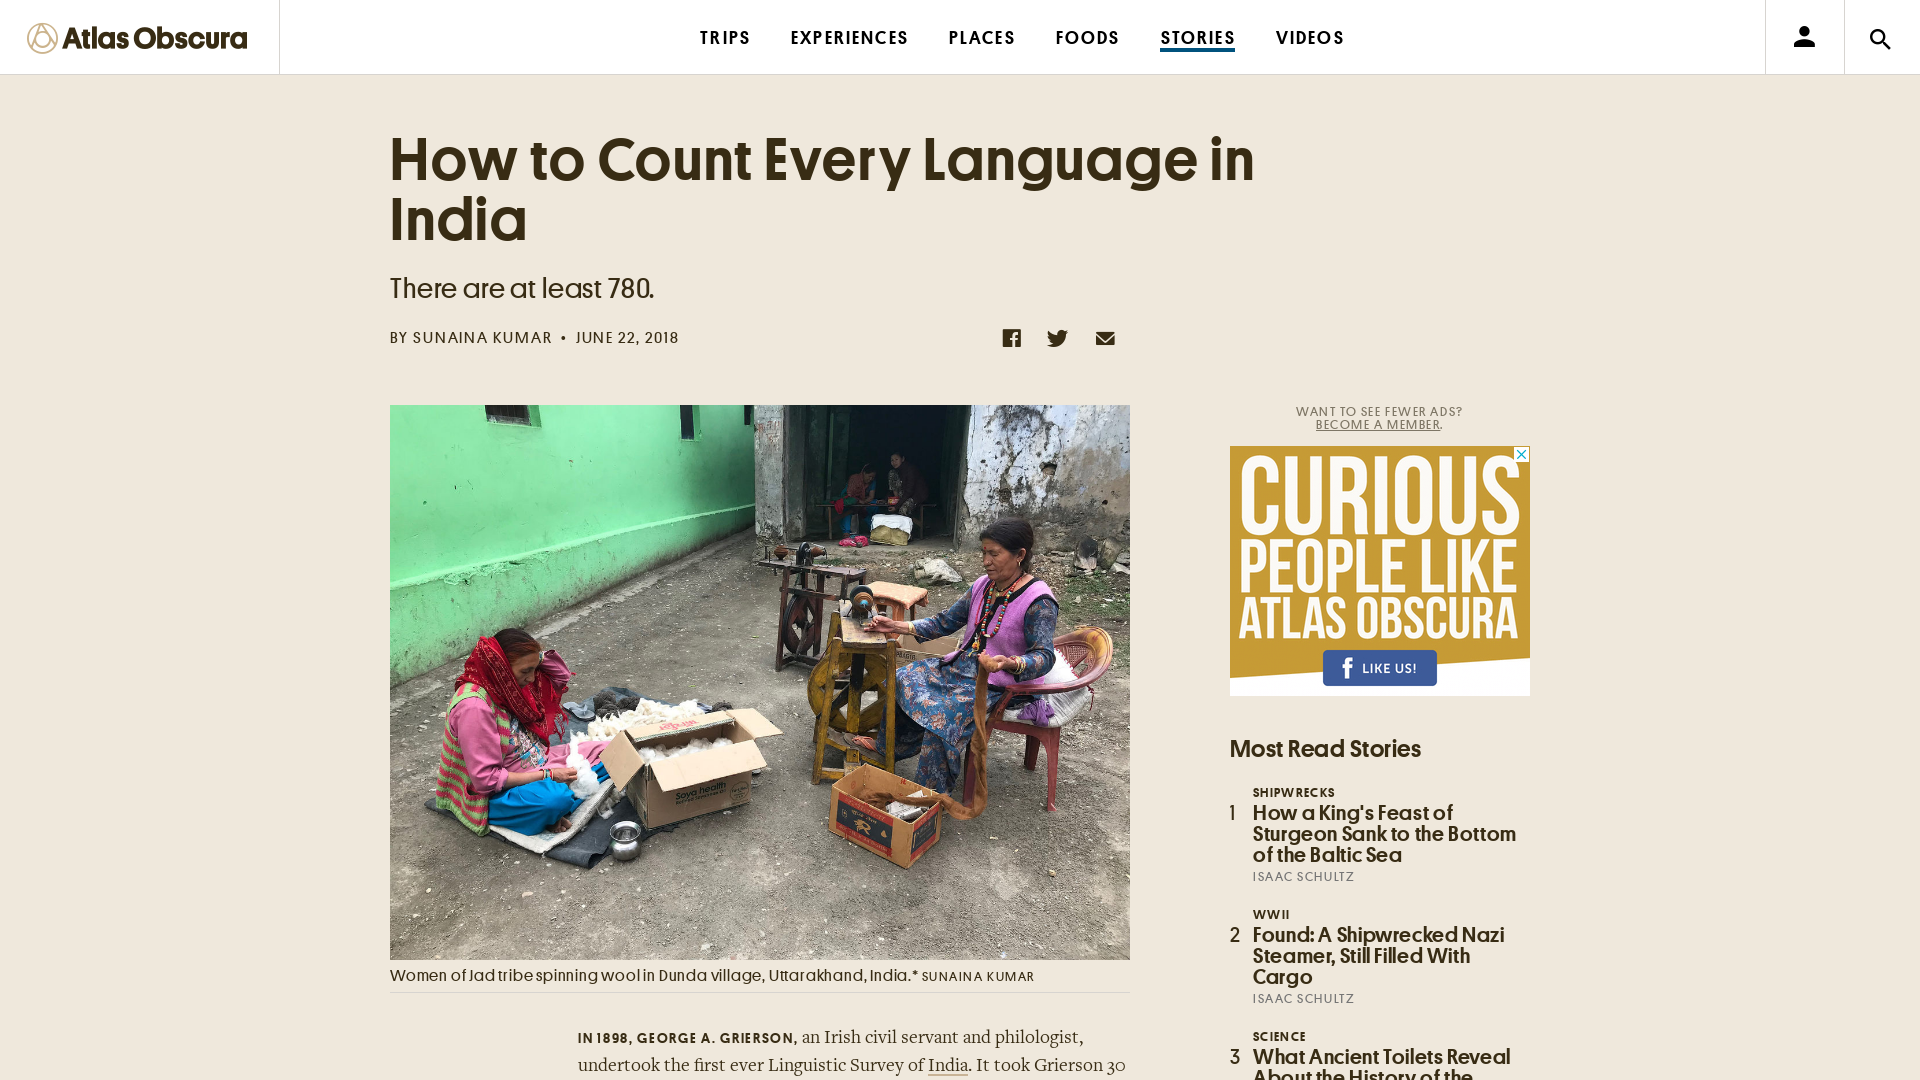 Atlas Obscura
TRIPS
EXPERIENCES
PLACES
FOODS
STORIES
VIDEOS
How to Count Every Language in
India
There are at least 780.
BY SUNAINA KUMAR • JUNE 22, 2018
Women of Jad tribe spinning wool in Dunda village, Uttarakhand, India.* SUNAINA KUMAR
IN 1898, GEORGE A. GRIERSON, an Irish civil servant and philologist,
undertook the first ever Linguistic Survey of India. It took Grierson 30
WANT TO SEE FEWER ADS?
BECOME A MEMBER.
CURIOUS
PEOPLE LIKE
ATLAS OBSCURA
f LIKE US!
Most Read Stories
SHIPWRECKS
1 How a King's Feast of
Sturgeon Sank to the Bottom
of the Baltic Sea
ISAAC SCHULTZ
WWII
2 Found: A Shipwrecked Nazi
Steamer, Still Filled With
Cargo
ISAAC SCHULTZ
SCIENCE
3 What Ancient Toilets Reveal
About the History of the
Soya health